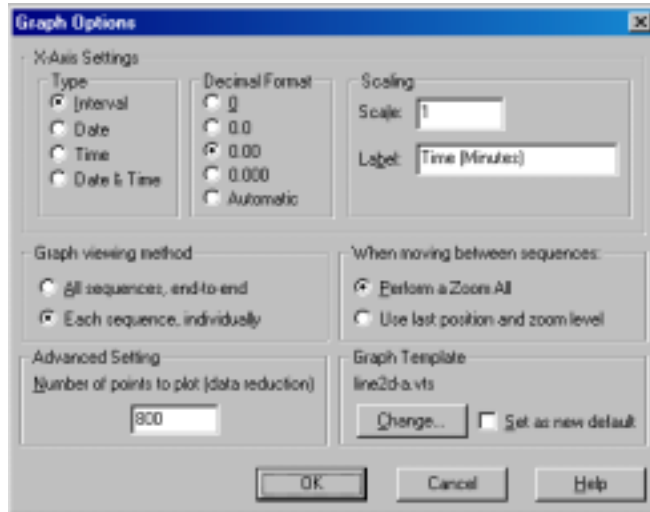 Graph Options
X-Axis Settings
Type
Interval
Date
Time
Date & Time
Decimal Format
0
0.0
0.00
0.000
Automatic
Scaling
Scale: 1
Label: Time (Minutes)
Graph viewing method
All sequences, end-to-end
Each sequence, individually
When moving between sequences:
Perform a Zoom All
Use last position and zoom level
Advanced Setting
Number of points to plot (data reduction)
800
Graph Template
line2d-a.vts
Change... Set as new default
OK Cancel Help